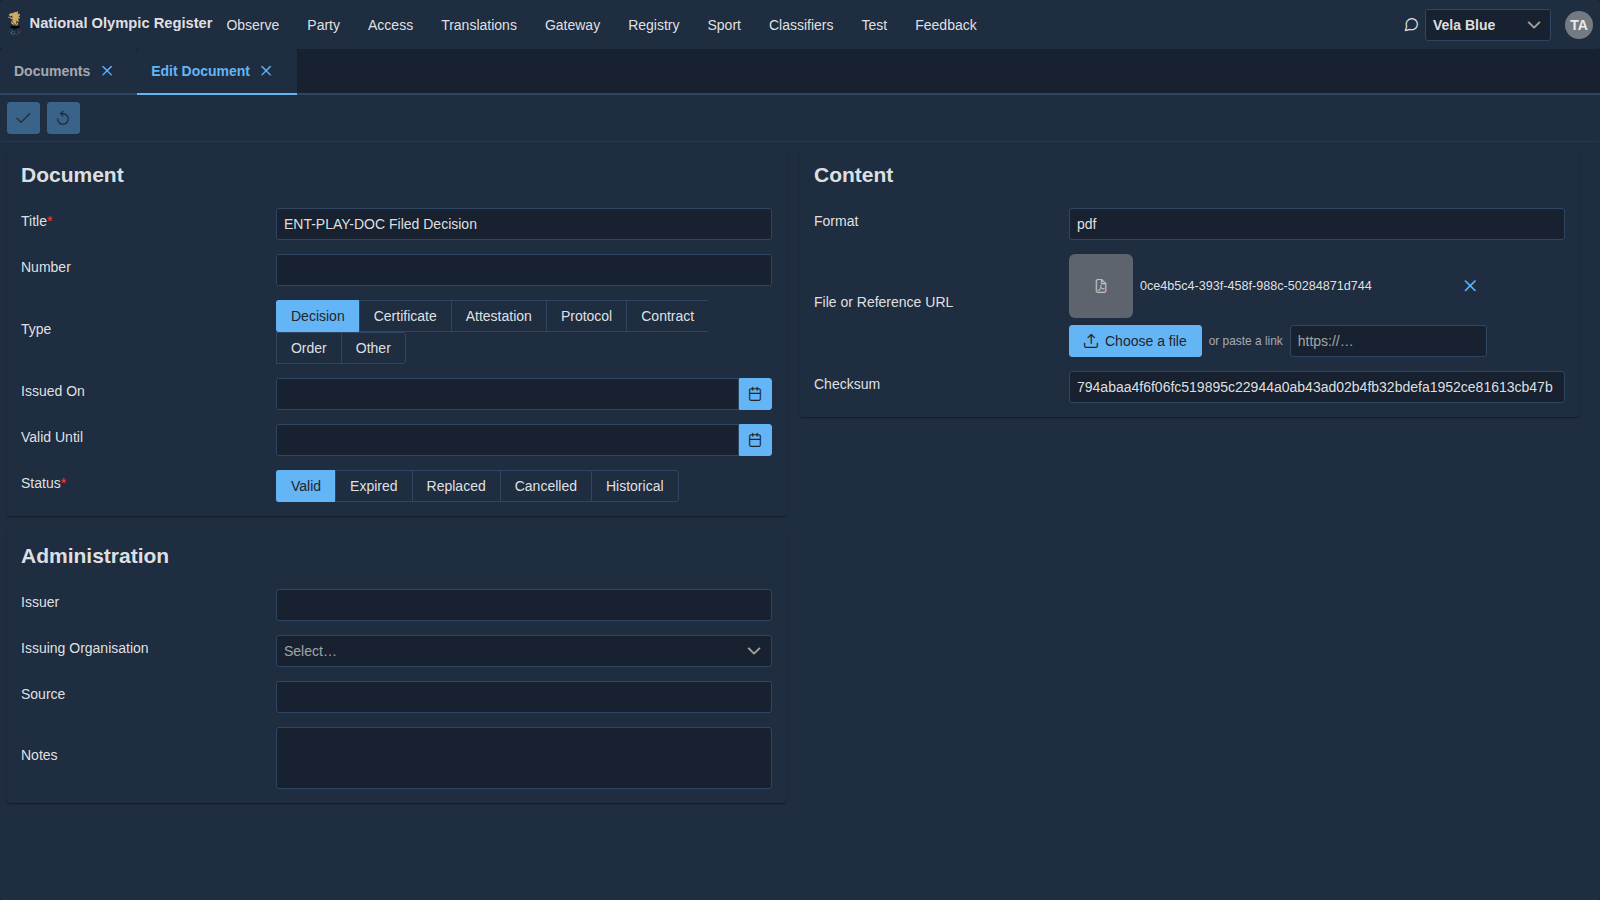 National Olympic Register Observe Party Access Translations Gateway Registry Sport Classifiers Test Feedback Vela Blue TA
Documents Edit Document
Document
Title*
ENT-PLAY-DOC Filed Decision
Number
Type
Decision Certificate Attestation Protocol Contract
Order Other
Issued On
Valid Until
Status*
Valid Expired Replaced Cancelled Historical
Administration
Issuer
Issuing Organisation
Select…
Source
Notes
Content
Format
pdf
File or Reference URL
0ce4b5c4-393f-458f-988c-50284871d744
Choose a file or paste a link https://…
Checksum
794abaa4f6f06fc519895c22944a0ab43ad02b4fb32bdefa1952ce81613cb47b